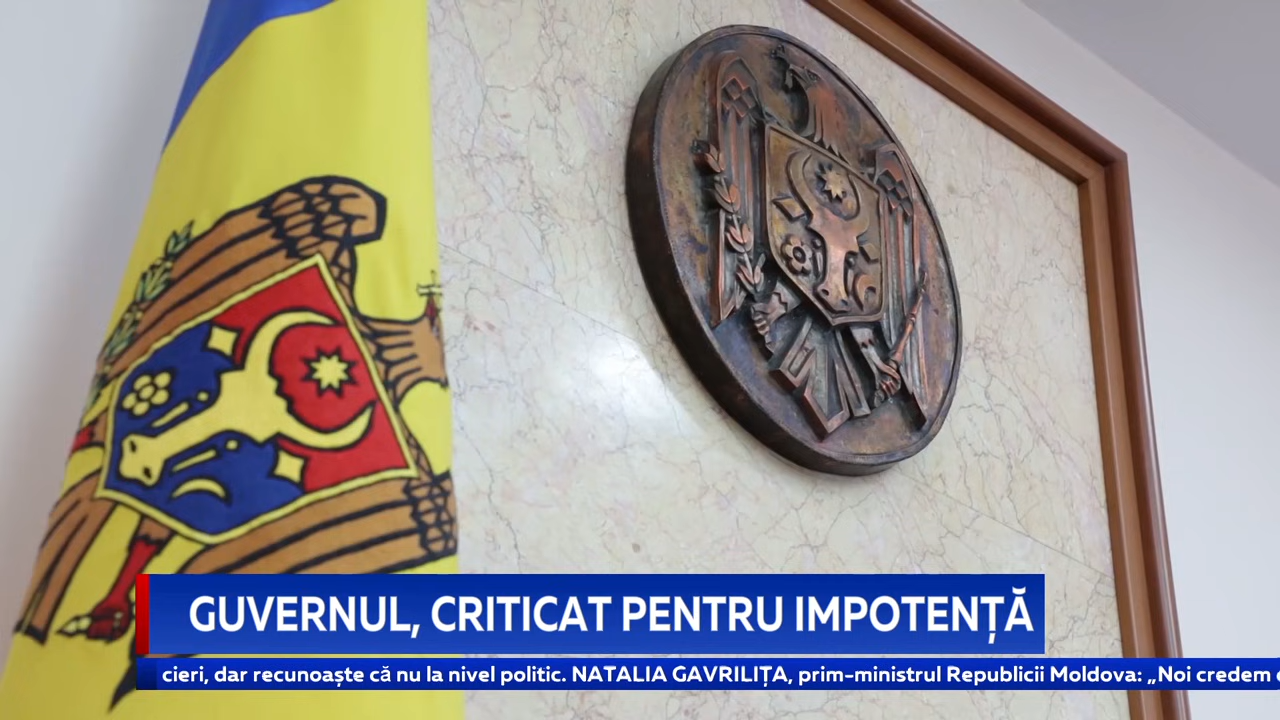 GUVERNUL, CRITICAT PENTRU IMPOTENȚĂ
cieri, dar recunoaște că nu la nivel politic. NATALIA GAVRILIȚA, prim-ministrul Republicii Moldova: „Noi credem